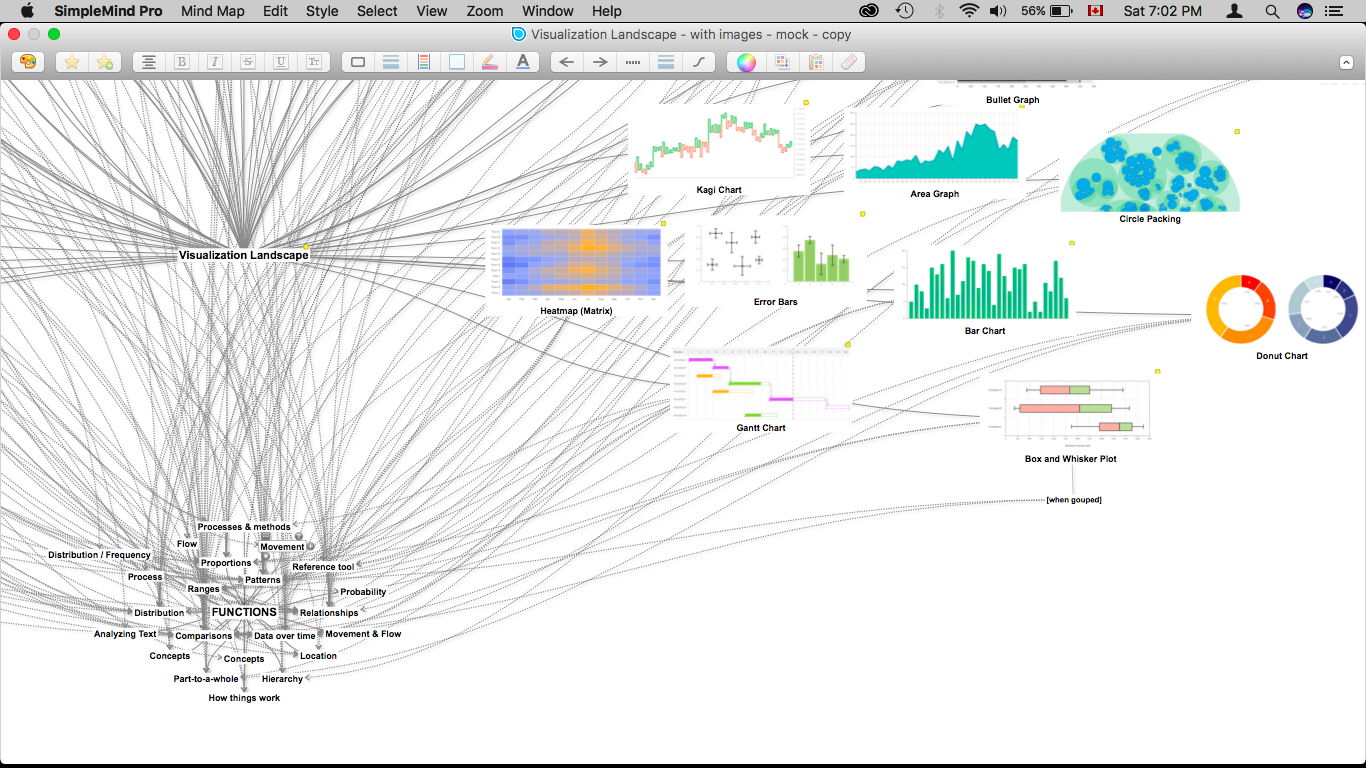 SimpleMind Pro Mind Map Edit Style Select View Zoom Window Help 56% Sat 7:02 PM
Visualization Landscape - with images - mock - copy
B I S U Tт A
Bullet Graph
Kagi Chart
Area Graph
Circle Packing
Visualization Landscape
Heatmap (Matrix)
Error Bars
Bar Chart
Donut Chart
Gantt Chart
Box and Whisker Plot
[when gouped]
Processes & methods
Flow
Movement
Distribution / Frequency
Proportions
Reference tool
Process
Patterns
Ranges
Probability
Distribution
FUNCTIONS
Relationships
Analyzing Text
Comparisons
Data over time
Movement & Flow
Concepts
Concepts
Location
Part-to-a-whole
Hierarchy
How things work